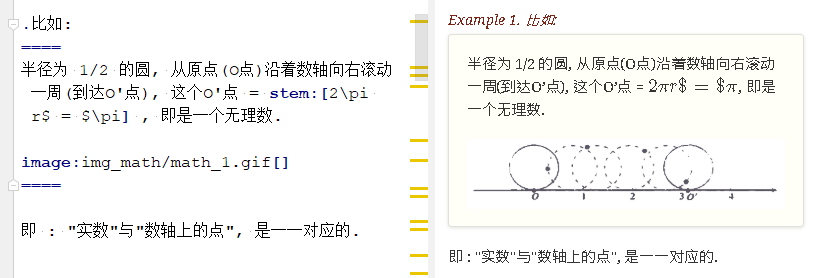 .比如:
====
半径为 1/2 的圆, 从原点(O点)沿着数轴向右滚动
一周(到达O'点), 这个O'点 = stem:[2\pi
r$ = $\pi] , 即是一个无理数.
image:img_math/math_1.gif[]
====
即 : "实数"与"数轴上的点", 是一一对应的.
Example 1. 比如:
半径为 1/2 的圆, 从原点(O点)沿着数轴向右滚动
一周(到达O’点), 这个O’点 = 2πr$ = $π, 即是
一个无理数.
O 1 2 3 O' 4
即 : "实数"与"数轴上的点", 是一一对应的.